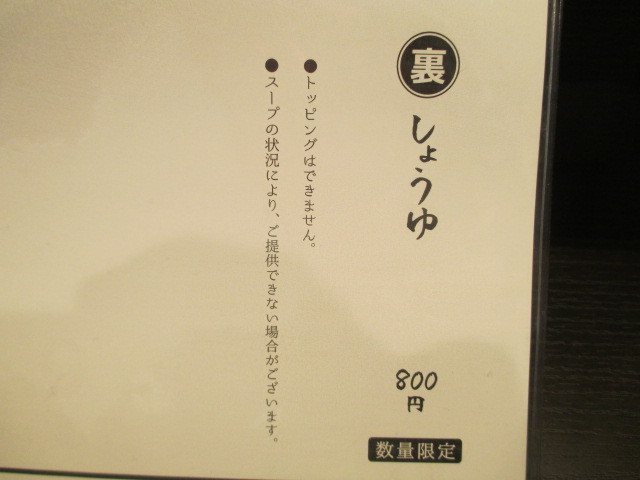 裏
しょうゆ
800
円
数量限定
●トッピングはできません。
●スープの状況により、ご提供できない場合がございます。